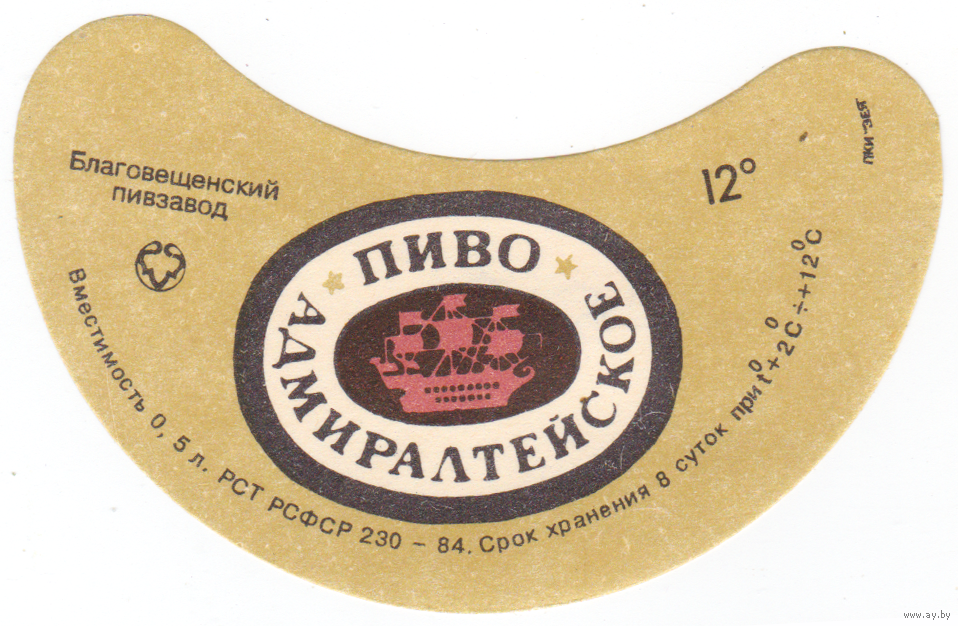 Благовещенский
пивзавод
ПИВО
АДМИРАЛТЕЙСКОЕ
12°
ПКИ-ЗЕЯ
Вместимость 0,5 л. РСТ РСФСР 230 – 84. Срок хранения 8 суток при t° +2°С ÷ +12°С
www.ay.by